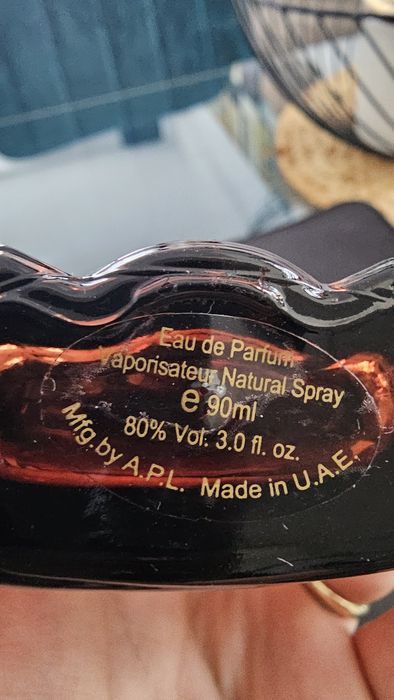 Eau de Parfum
Vaporisateur Natural Spray
e 90ml
80% Vol. 3.0 fl. oz.
Mfg.by A.P.L. Made in U.A.E.